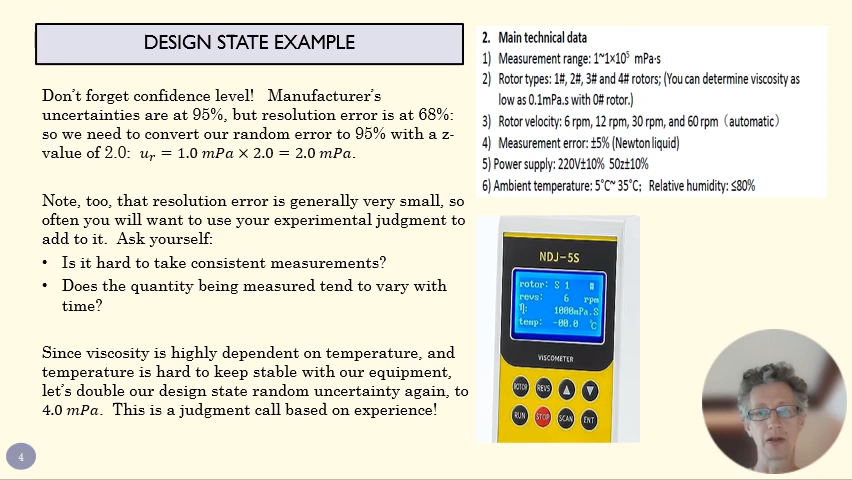 DESIGN STATE EXAMPLE
Don't forget confidence level!   Manufacturer's
uncertainties are at 95%, but resolution error is at 68%:
so we need to convert our random error to 95% with a z-
value of 2.0:  u_r = 1.0 mPa × 2.0 = 2.0 mPa.
Note, too, that resolution error is generally very small, so
often you will want to use your experimental judgment to
add to it.  Ask yourself:
• Is it hard to take consistent measurements?
• Does the quantity being measured tend to vary with
time?
Since viscosity is highly dependent on temperature, and
temperature is hard to keep stable with our equipment,
let's double our design state random uncertainty again, to
4.0 mPa.  This is a judgment call based on experience!
4
2. Main technical data
1) Measurement range: 1~1×10⁵ mPa·s
2) Rotor types: 1#, 2#, 3# and 4# rotors; (You can determine viscosity as
low as 0.1mPa.s with 0# rotor.)
3) Rotor velocity: 6 rpm, 12 rpm, 30 rpm, and 60 rpm （automatic）
4) Measurement error: ±5% (Newton liquid)
5) Power supply: 220V±10% 50z±10%
6) Ambient temperature: 5°C~ 35°C; Relative humidity: ≤80%
NDJ-5S
rotor: S 1 #
revs: 6 rpm
η: 1000mPa.S
temp: -00.0 °C
VISCOMETER
ROTOR REVS
RUN STOP SCAN ENT